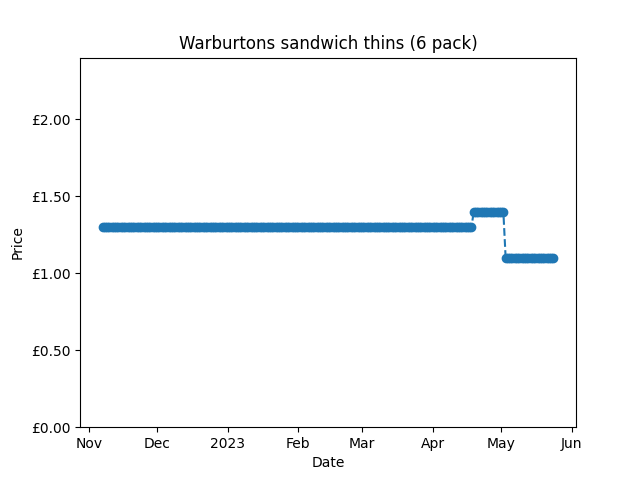 Warburtons sandwich thins (6 pack)
£2.00
£1.50
£1.00
£0.50
£0.00
Price
Nov Dec 2023 Feb Mar Apr May Jun
Date